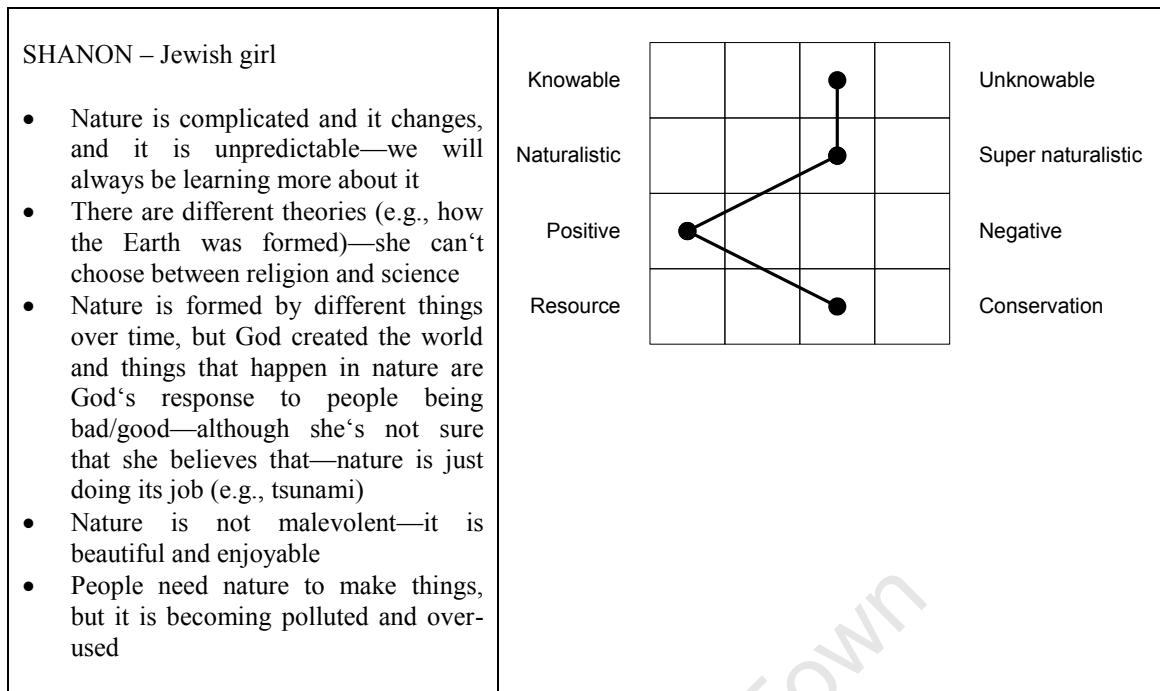 SHANON – Jewish girl
• Nature is complicated and it changes,
and it is unpredictable—we will
always be learning more about it
• There are different theories (e.g., how
the Earth was formed)—she can‘t
choose between religion and science
• Nature is formed by different things
over time, but God created the world
and things that happen in nature are
God‘s response to people being
bad/good—although she‘s not sure
that she believes that—nature is just
doing its job (e.g., tsunami)
• Nature is not malevolent—it is
beautiful and enjoyable
• People need nature to make things,
but it is becoming polluted and over-
used
Knowable
Unknowable
Naturalistic
Super naturalistic
Positive
Negative
Resource
Conservation
Town